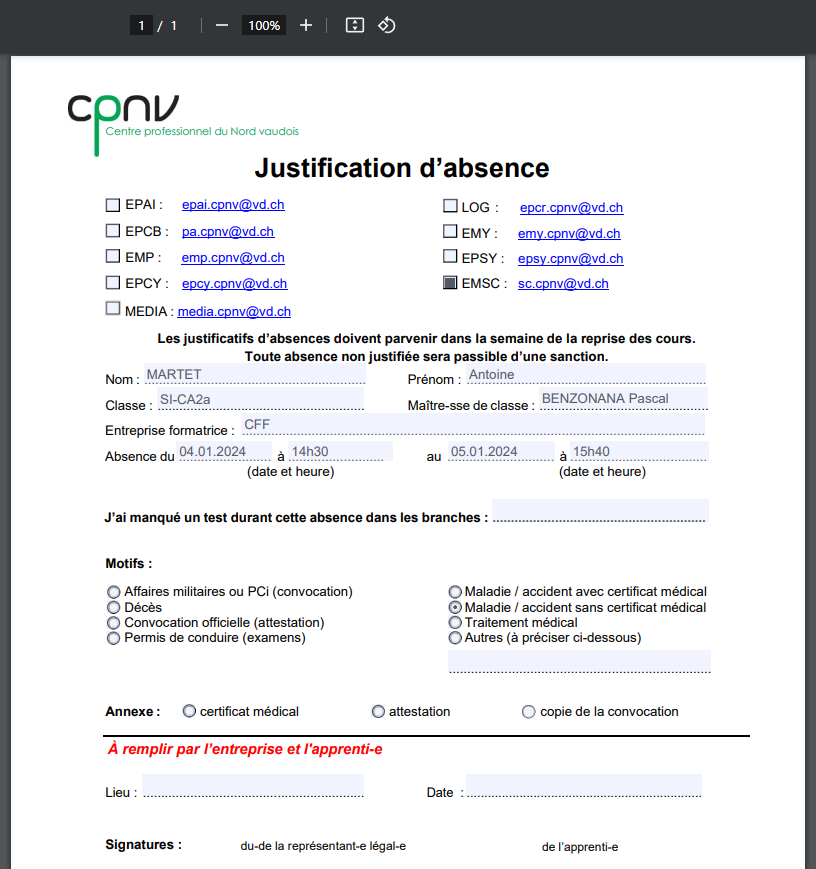 1 / 1 100%
cpnv
Centre professionnel du Nord vaudois
Justification d’absence
EPAI : epai.cpnv@vd.ch LOG : epcr.cpnv@vd.ch
EPCB : pa.cpnv@vd.ch EMY : emy.cpnv@vd.ch
EMP : emp.cpnv@vd.ch EPSY : epsy.cpnv@vd.ch
EPCY : epcy.cpnv@vd.ch EMSC : sc.cpnv@vd.ch
MEDIA : media.cpnv@vd.ch
Les justificatifs d’absences doivent parvenir dans la semaine de la reprise des cours.
Toute absence non justifiée sera passible d’une sanction.
Nom : MARTET Prénom : Antoine
Classe : SI-CA2a Maître-sse de classe : BENZONANA Pascal
Entreprise formatrice : CFF
Absence du 04.01.2024 à 14h30 au 05.01.2024 à 15h40
(date et heure) (date et heure)
J’ai manqué un test durant cette absence dans les branches :
Motifs :
Affaires militaires ou PCi (convocation) Maladie / accident avec certificat médical
Décès Maladie / accident sans certificat médical
Convocation officielle (attestation) Traitement médical
Permis de conduire (examens) Autres (à préciser ci-dessous)
Annexe : certificat médical attestation copie de la convocation
À remplir par l’entreprise et l'apprenti-e
Lieu : Date :
Signatures : du-de la représentant-e légal-e de l’apprenti-e